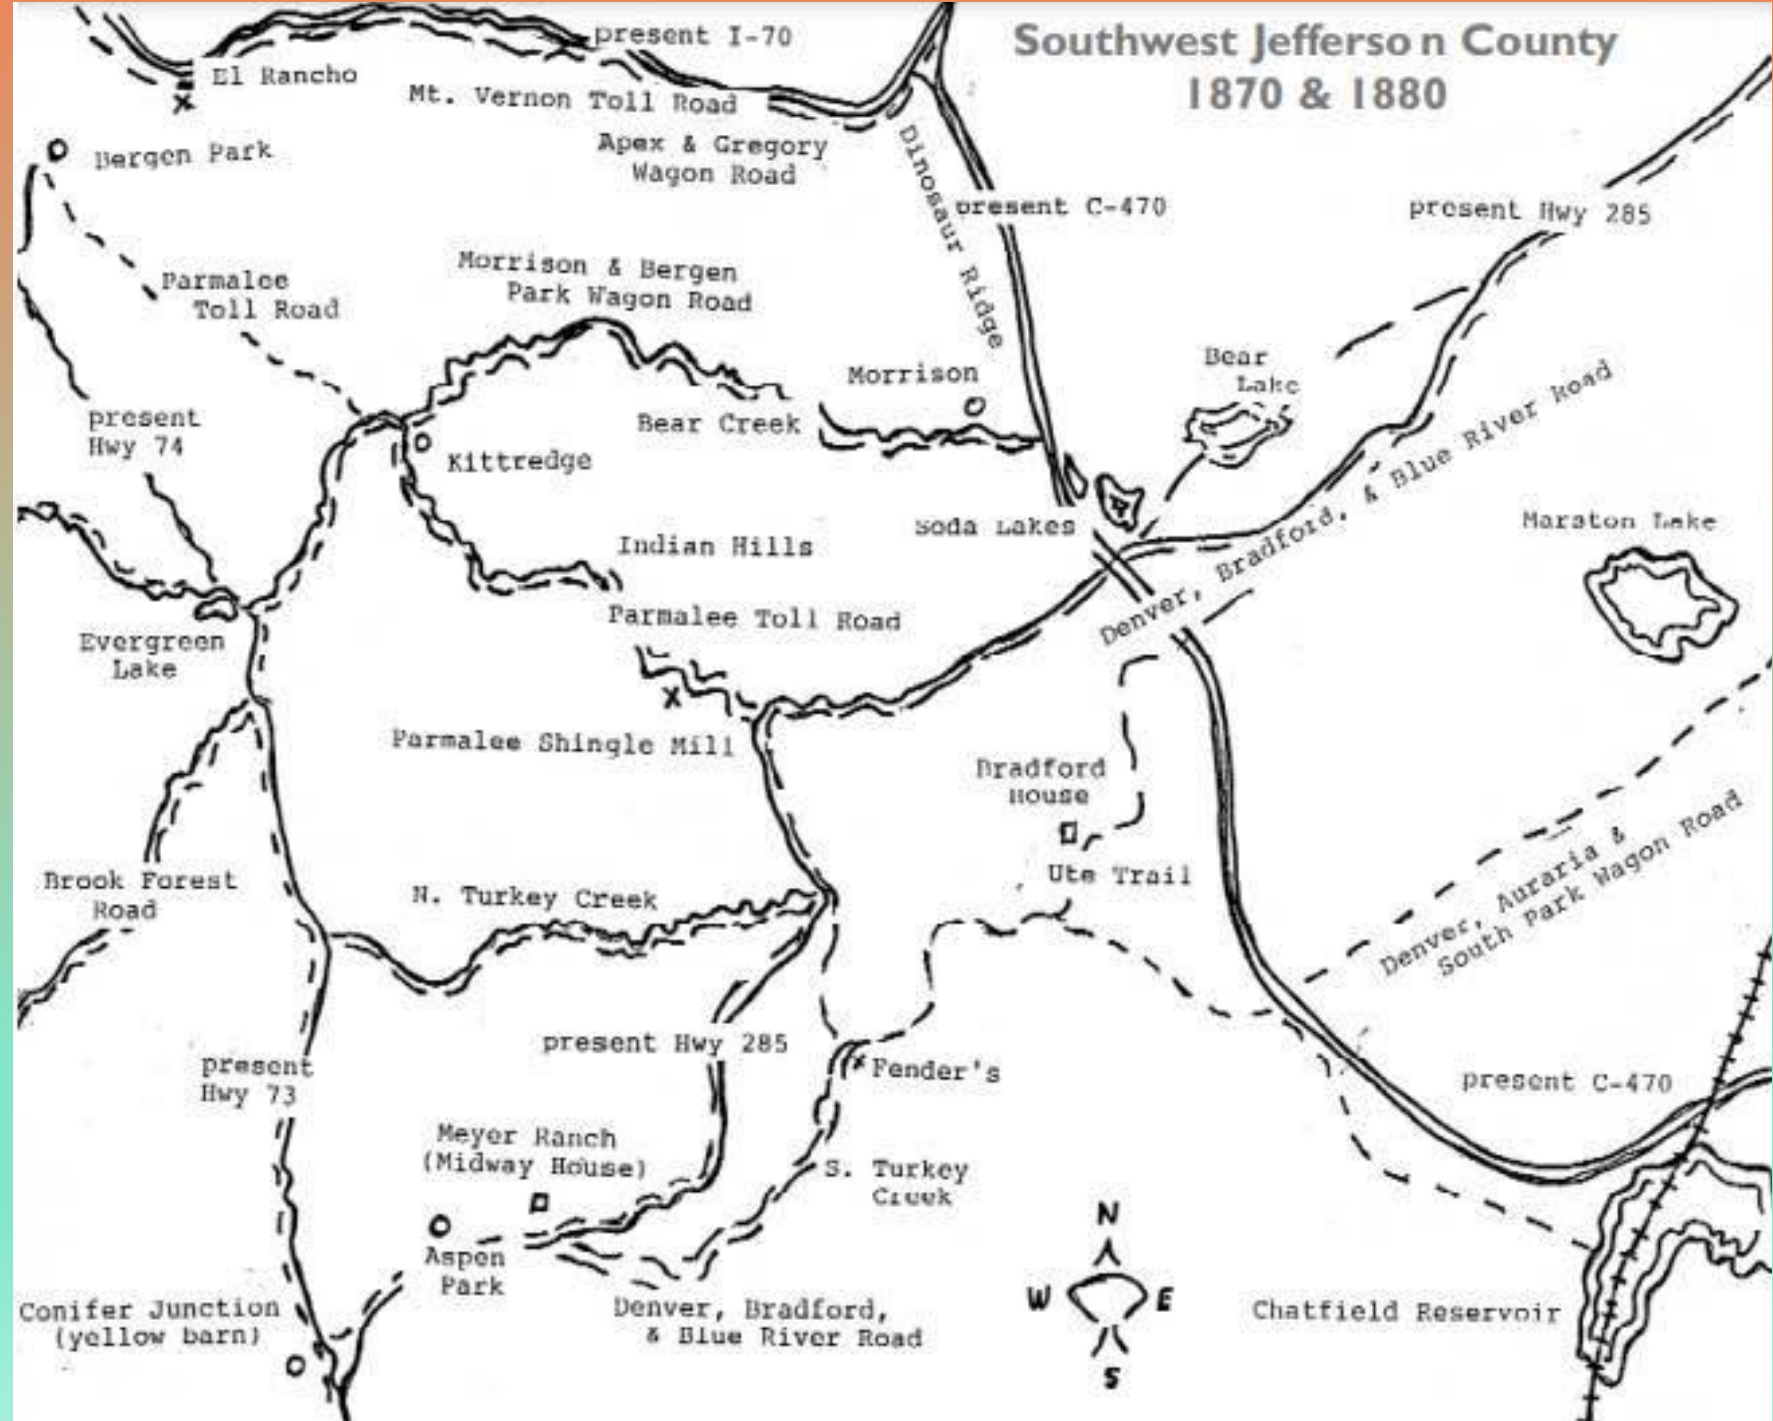 Southwest Jefferson County
1870 & 1880
present I-70
El Rancho
Mt. Vernon Toll Road
Apex & Gregory
Wagon Road
Bergen Park
Dinosaur Ridge
present C-470
present Hwy 285
Parmalee
Toll Road
Morrison & Bergen
Park Wagon Road
Morrison
Bear
Lake
present
Hwy 74
Bear Creek
Kittredge
Soda Lakes
Denver, Bradford, & Blue River Road
Marston Lake
Indian Hills
Parmalee Toll Road
Evergreen
Lake
Parmalee Shingle Mill
Bradford
House
Ute Trail
Brook Forest
Road
N. Turkey Creek
Denver, Auraria &
South Park Wagon Road
present Hwy 285
Fender's
present
Hwy 73
present C-470
Meyer Ranch
(Midway House)
S. Turkey
Creek
Aspen
Park
Conifer Junction
(yellow barn)
Denver, Bradford,
& Blue River Road
N
W E
S
Chatfield Reservoir